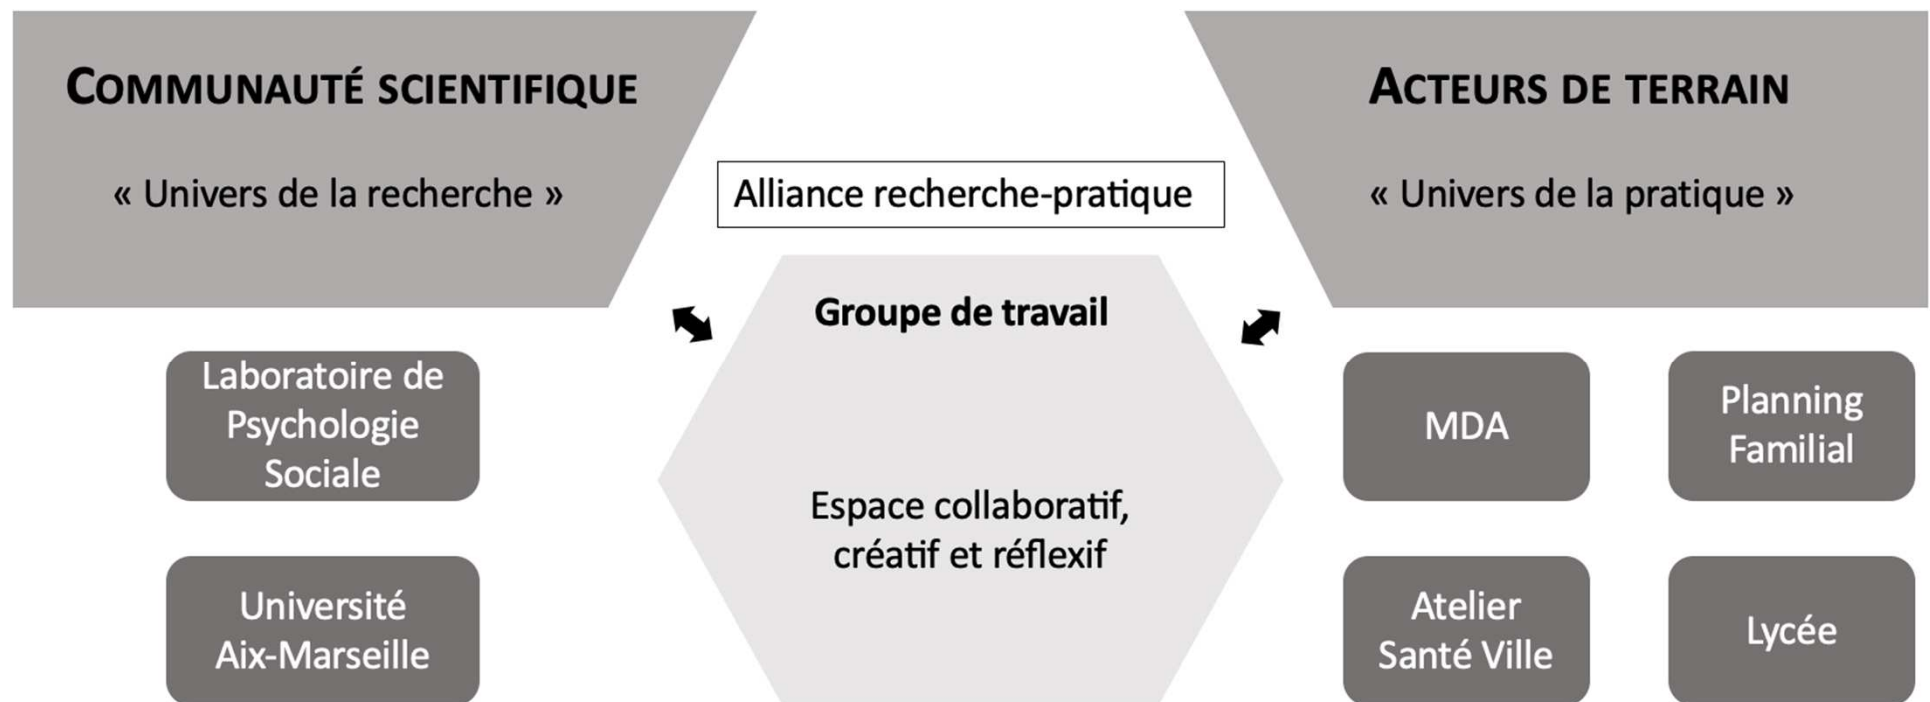 COMMUNAUTÉ SCIENTIFIQUE
« Univers de la recherche »
Alliance recherche-pratique
ACTEURS DE TERRAIN
« Univers de la pratique »
Laboratoire de
Psychologie
Sociale
Université
Aix-Marseille
Groupe de travail
Espace collaboratif,
créatif et réflexif
MDA
Planning
Familial
Atelier
Santé Ville
Lycée